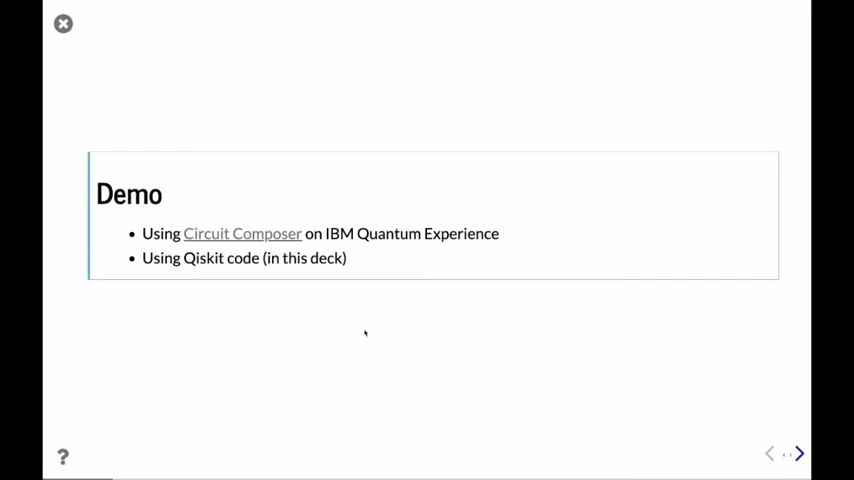 Demo
Using Circuit Composer on IBM Quantum Experience
Using Qiskit code (in this deck)
?